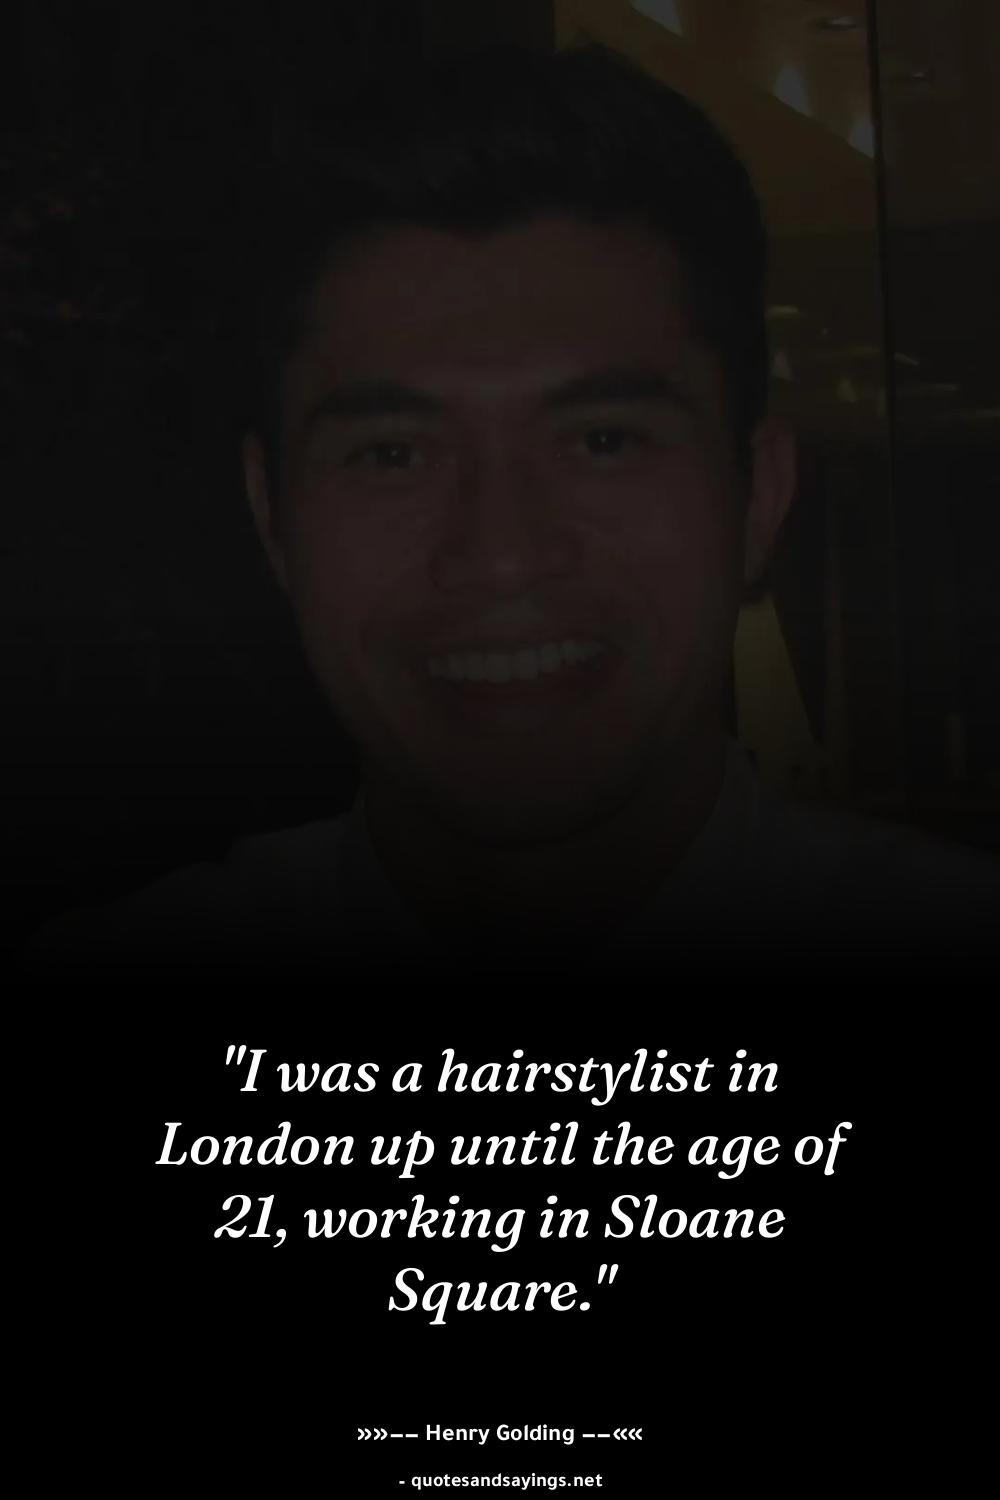 "I was a hairstylist in
London up until the age of
21, working in Sloane
Square."
»»−− Henry Golding −−««
- quotesandsayings.net